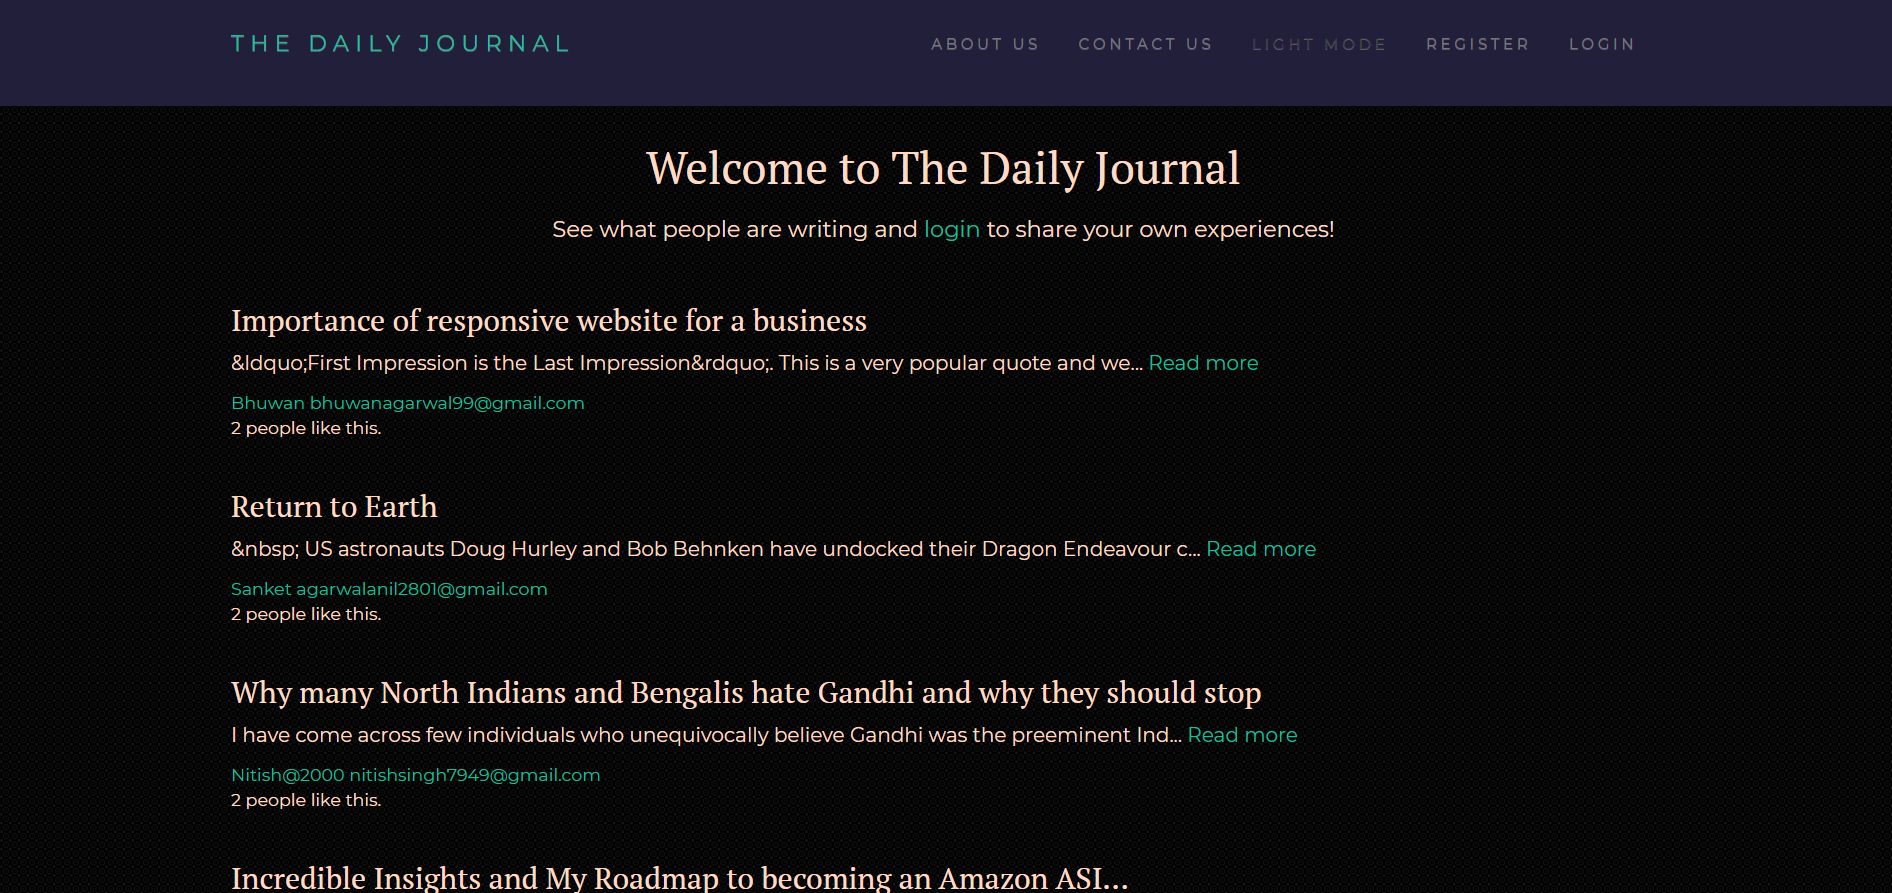 THE DAILY JOURNAL
ABOUT US CONTACT US LIGHT MODE REGISTER LOGIN
Welcome to The Daily Journal
See what people are writing and login to share your own experiences!
Importance of responsive website for a business
&ldquo;First Impression is the Last Impression&rdquo;. This is a very popular quote and we... Read more
Bhuwan bhuwanagarwal99@gmail.com
2 people like this.
Return to Earth
&nbsp; US astronauts Doug Hurley and Bob Behnken have undocked their Dragon Endeavour c... Read more
Sanket agarwalanil2801@gmail.com
2 people like this.
Why many North Indians and Bengalis hate Gandhi and why they should stop
I have come across few individuals who unequivocally believe Gandhi was the preeminent Ind... Read more
Nitish@2000 nitishsingh7949@gmail.com
2 people like this.
Incredible Insights and My Roadmap to becoming an Amazon ASI...